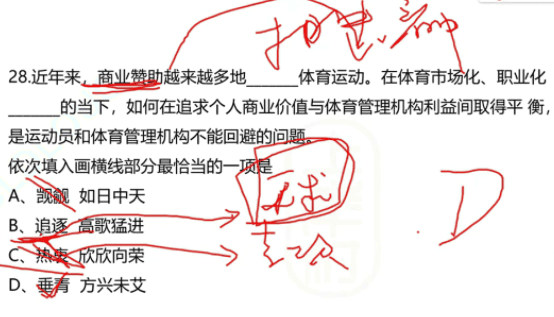 28.近年来，商业赞助越来越多地______体育运动。在体育市场化、职业化
______的当下，如何在追求个人商业价值与体育管理机构利益间取得平 衡，
是运动员和体育管理机构不能回避的问题。
依次填入画横线部分最恰当的一项是
A、觊觎 如日中天
B、追逐 高歌猛进
C、热衷 欣欣向荣
D、垂青 方兴未艾
D